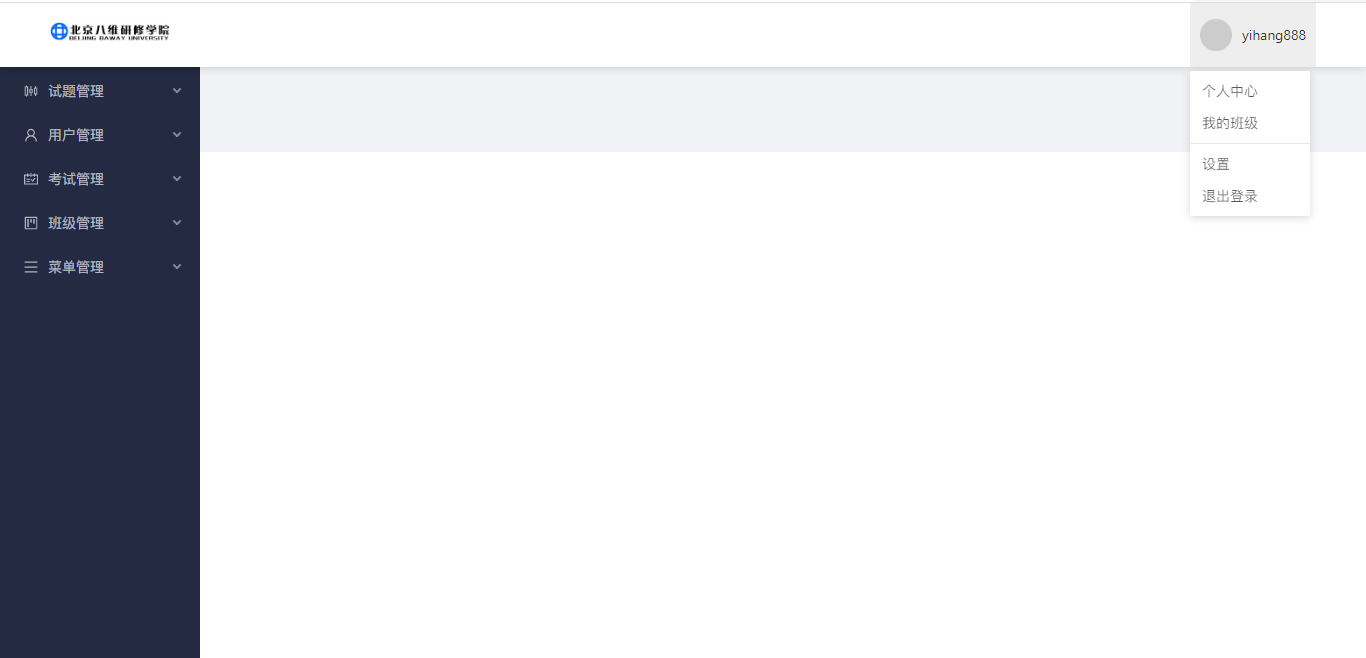 北京八维研修学院
BEIJING BAWAY UNIVERSITY
yihang888
试题管理
用户管理
考试管理
班级管理
菜单管理
个人中心
我的班级
设置
退出登录